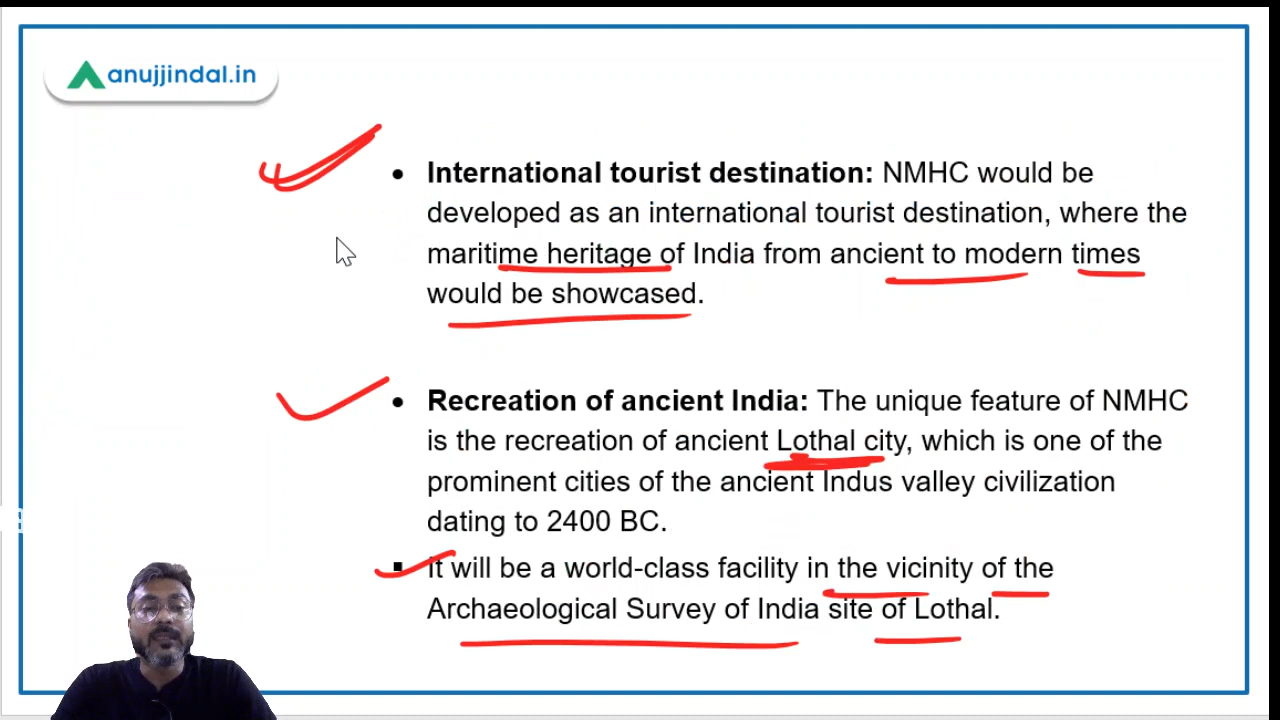 anujjindal.in
• International tourist destination: NMHC would be
developed as an international tourist destination, where the
maritime heritage of India from ancient to modern times
would be showcased.
• Recreation of ancient India: The unique feature of NMHC
is the recreation of ancient Lothal city, which is one of the
prominent cities of the ancient Indus valley civilization
dating to 2400 BC.
▪ It will be a world-class facility in the vicinity of the
Archaeological Survey of India site of Lothal.